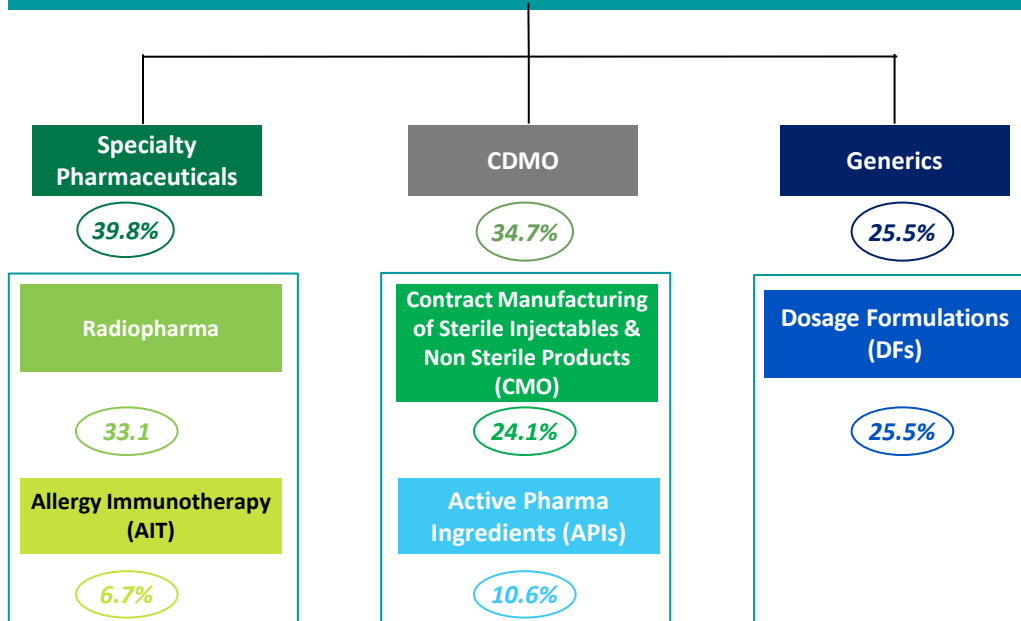 Specialty
Pharmaceuticals
CDMO
Generics
39.8%
34.7%
25.5%
Radiopharma
Contract Manufacturing
of Sterile Injectables &
Non Sterile Products
(CMO)
Dosage Formulations
(DFs)
33.1
24.1%
25.5%
Allergy Immunotherapy
(AIT)
Active Pharma
Ingredients (APIs)
6.7%
10.6%